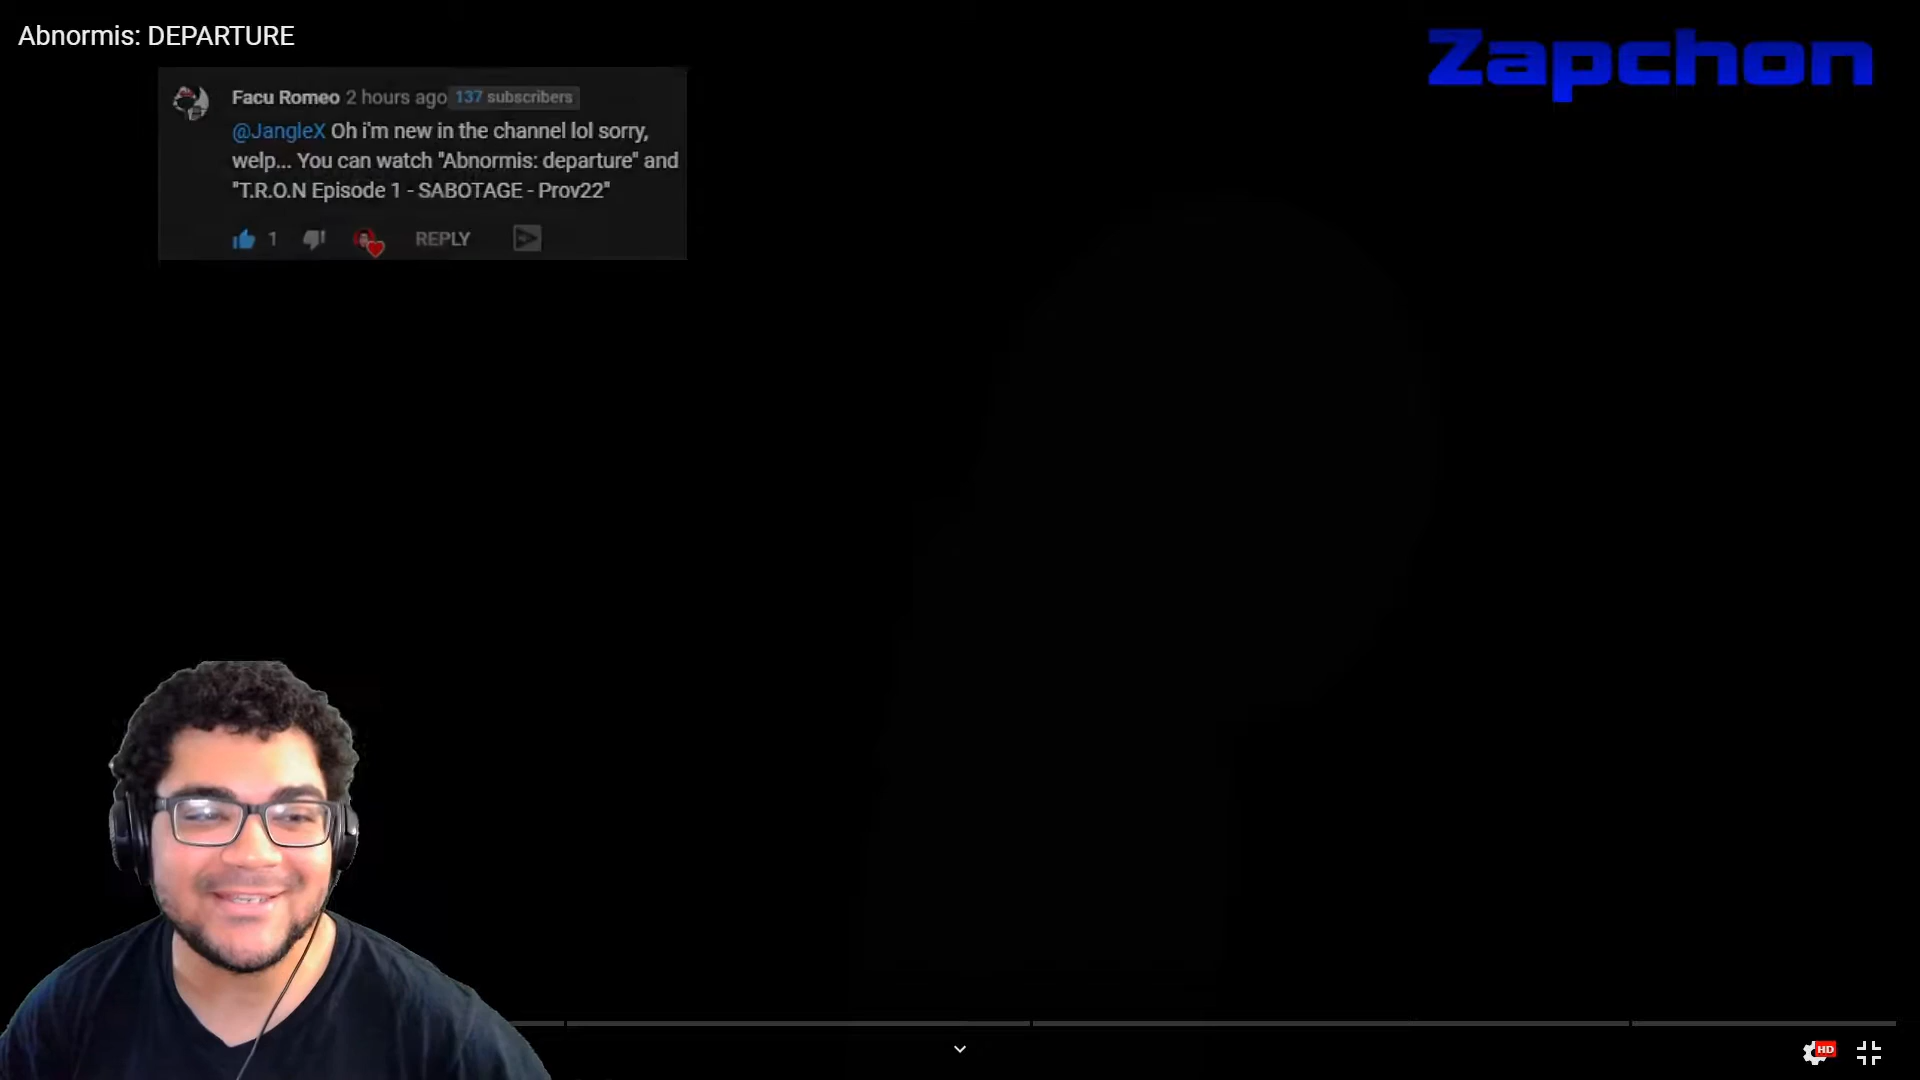 Abnormis: DEPARTURE
Zapchon
Facu Romeo 2 hours ago 137 subscribers
@JangleX Oh i'm new in the channel lol sorry,
welp... You can watch "Abnormis: departure" and
"T.R.O.N Episode 1 - SABOTAGE - Prov22"
1 REPLY
HD